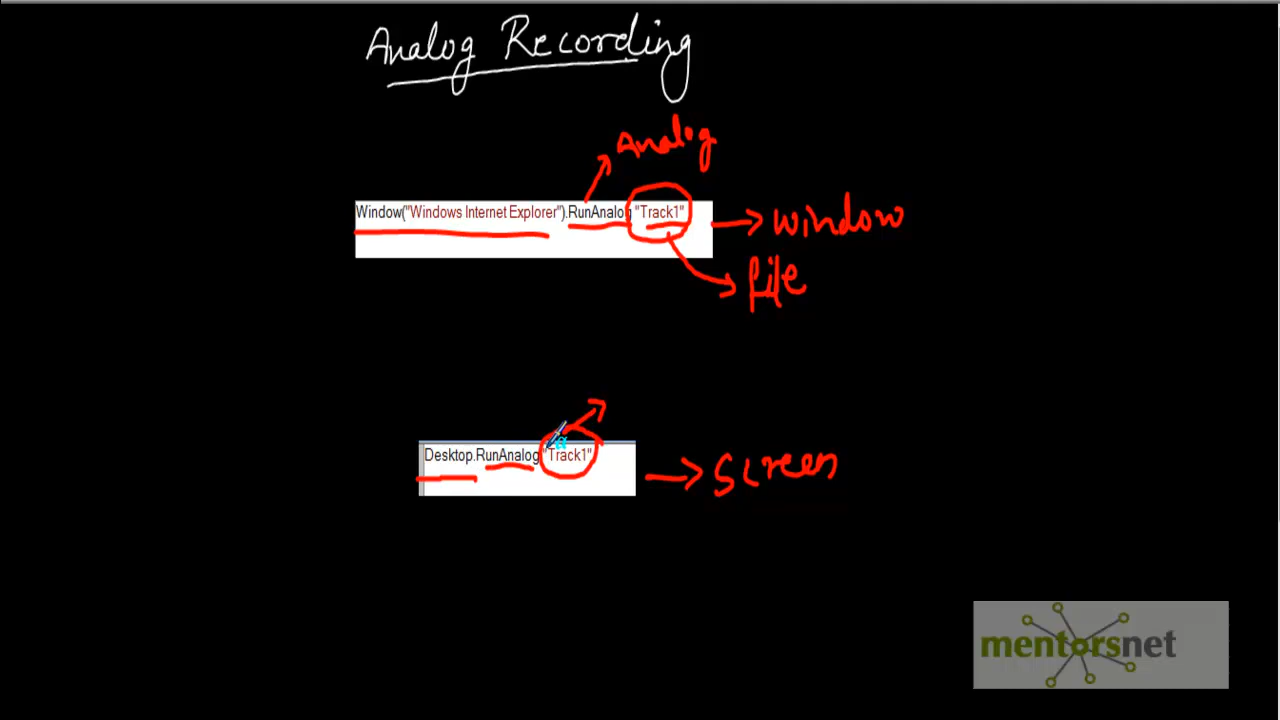 Analog Recording
Analog
Window("Windows Internet Explorer").RunAnalog "Track1"
Window
file
Desktop.RunAnalog "Track1"
Screen
mentorsnet